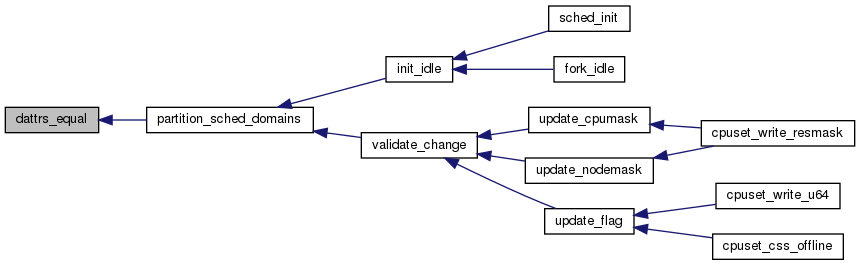 sched_init
init_idle
fork_idle
dattrs_equal
partition_sched_domains
update_cpumask
validate_change
cpuset_write_resmask
update_nodemask
cpuset_write_u64
update_flag
cpuset_css_offline